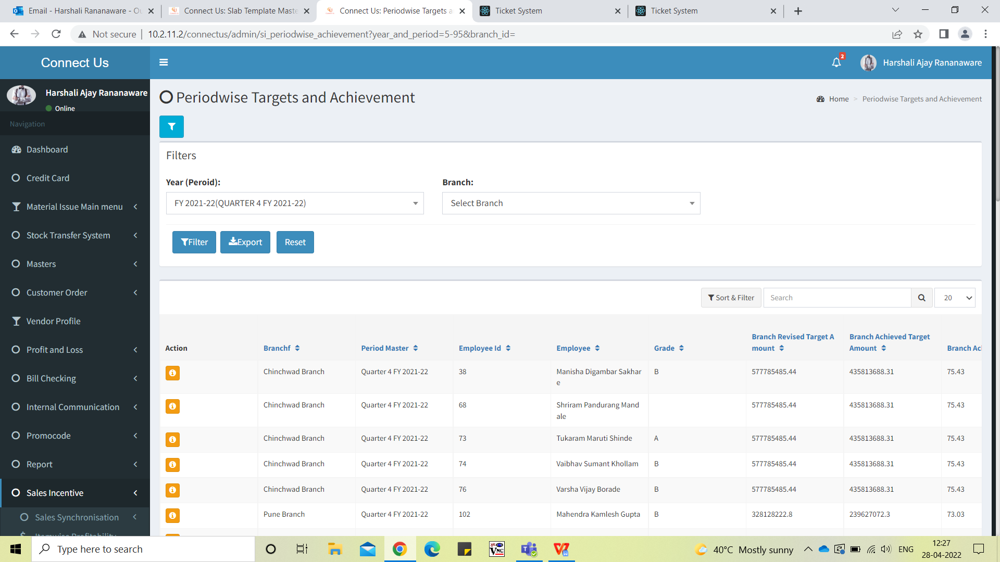 Email - Harshali Rananaware - Ou
Connect Us: Slab Template Maste
Connect Us: Periodwise Targets a
Ticket System
Ticket System
Not secure
10.2.11.2/connectus/admin/si_periodwise_achievement?year_and_period=5-95&branch_id=
Connect Us
2
Harshali Ajay Rananaware
Harshali Ajay Rananaware
Online
Navigation
Dashboard
Credit Card
Material Issue Main menu
Stock Transfer System
Masters
Customer Order
Vendor Profile
Profit and Loss
Bill Checking
Internal Communication
Promocode
Report
Sales Incentive
Sales Synchronisation
Itemwise Profitability
Periodwise Targets and Achievement
Home > Periodwise Targets and Achievement
Filters
Year (Peroid):
Branch:
FY 2021-22(QUARTER 4 FY 2021-22)
Select Branch
Filter
Export
Reset
Sort & Filter
Search
20
Action
Branchf
Period Master
Employee Id
Employee
Grade
Branch Revised Target A
mount
Branch Achieved Target
Amount
Branch Ac
Chinchwad Branch Quarter 4 FY 2021-22 38 Manisha Digambar Sakhar B 577785485.44 435813688.31 75.43
e
Chinchwad Branch Quarter 4 FY 2021-22 68 Shriram Pandurang Mand 577785485.44 435813688.31 75.43
ale
Chinchwad Branch Quarter 4 FY 2021-22 73 Tukaram Maruti Shinde A 577785485.44 435813688.31 75.43
Chinchwad Branch Quarter 4 FY 2021-22 74 Vaibhav Sumant Khollam B 577785485.44 435813688.31 75.43
Chinchwad Branch Quarter 4 FY 2021-22 76 Varsha Vijay Borade B 577785485.44 435813688.31 75.43
Pune Branch Quarter 4 FY 2021-22 102 Mahendra Kamlesh Gupta B 328128222.8 239627072.3 73.03
Type here to search
40°C Mostly sunny
ENG
12:27
28-04-2022